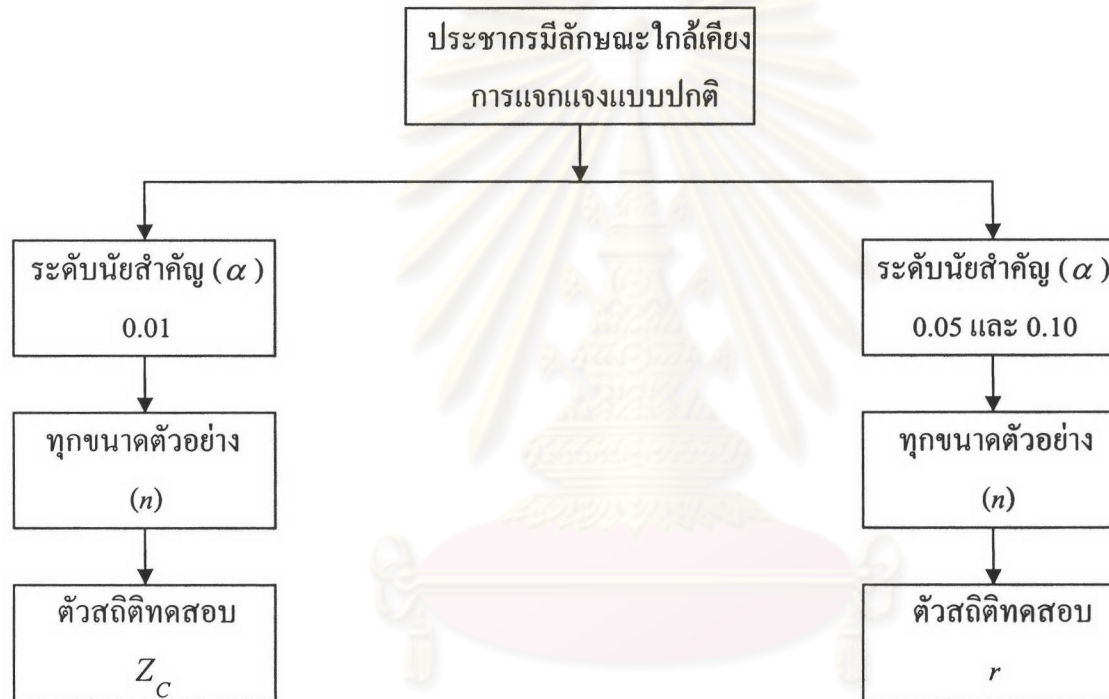 ประชากรมีลักษณะใกล้เคียง
การแจกแจงแบบปกติ
ระดับนัยสำคัญ (α)
0.01
ทุกขนาดตัวอย่าง
(n)
ตัวสถิติทดสอบ
Z_C
ระดับนัยสำคัญ (α)
0.05 และ 0.10
ทุกขนาดตัวอย่าง
(n)
ตัวสถิติทดสอบ
r